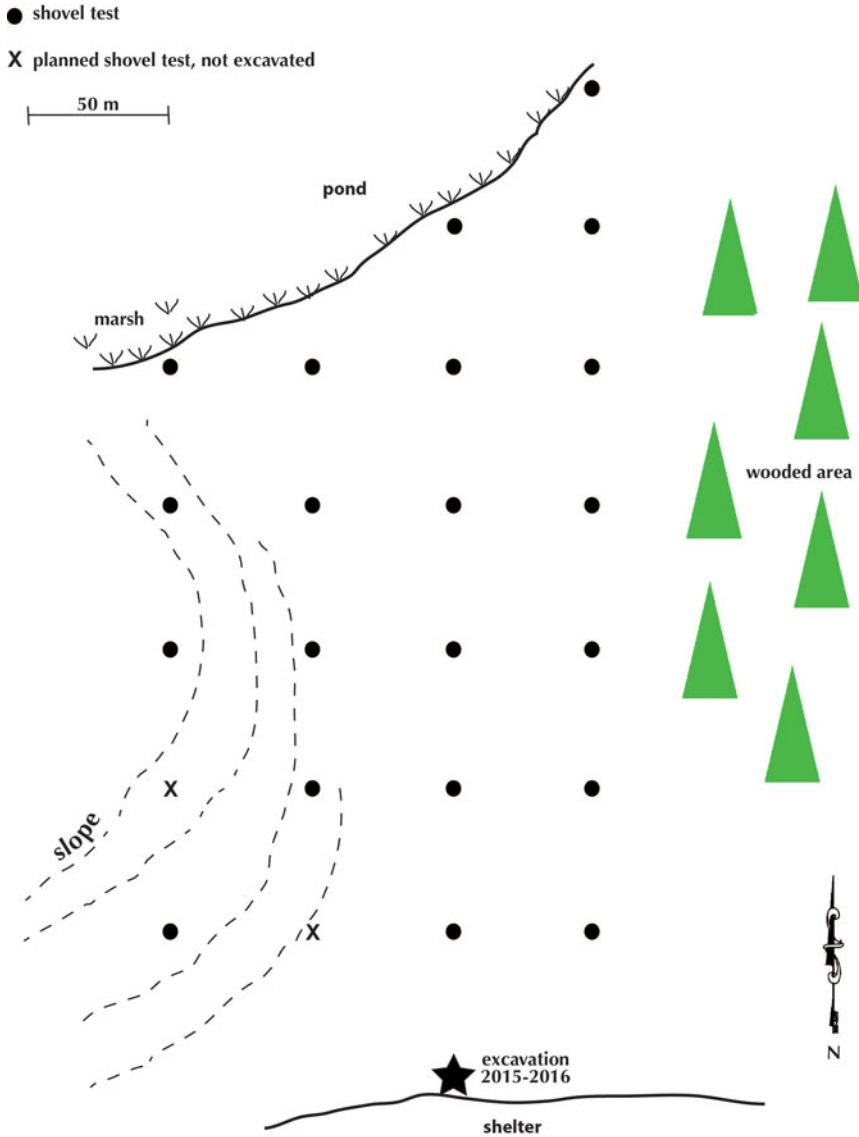 shovel test
X planned shovel test, not excavated
50 m
pond
marsh
wooded area
X
slope
X
N
excavation
2015-2016
shelter